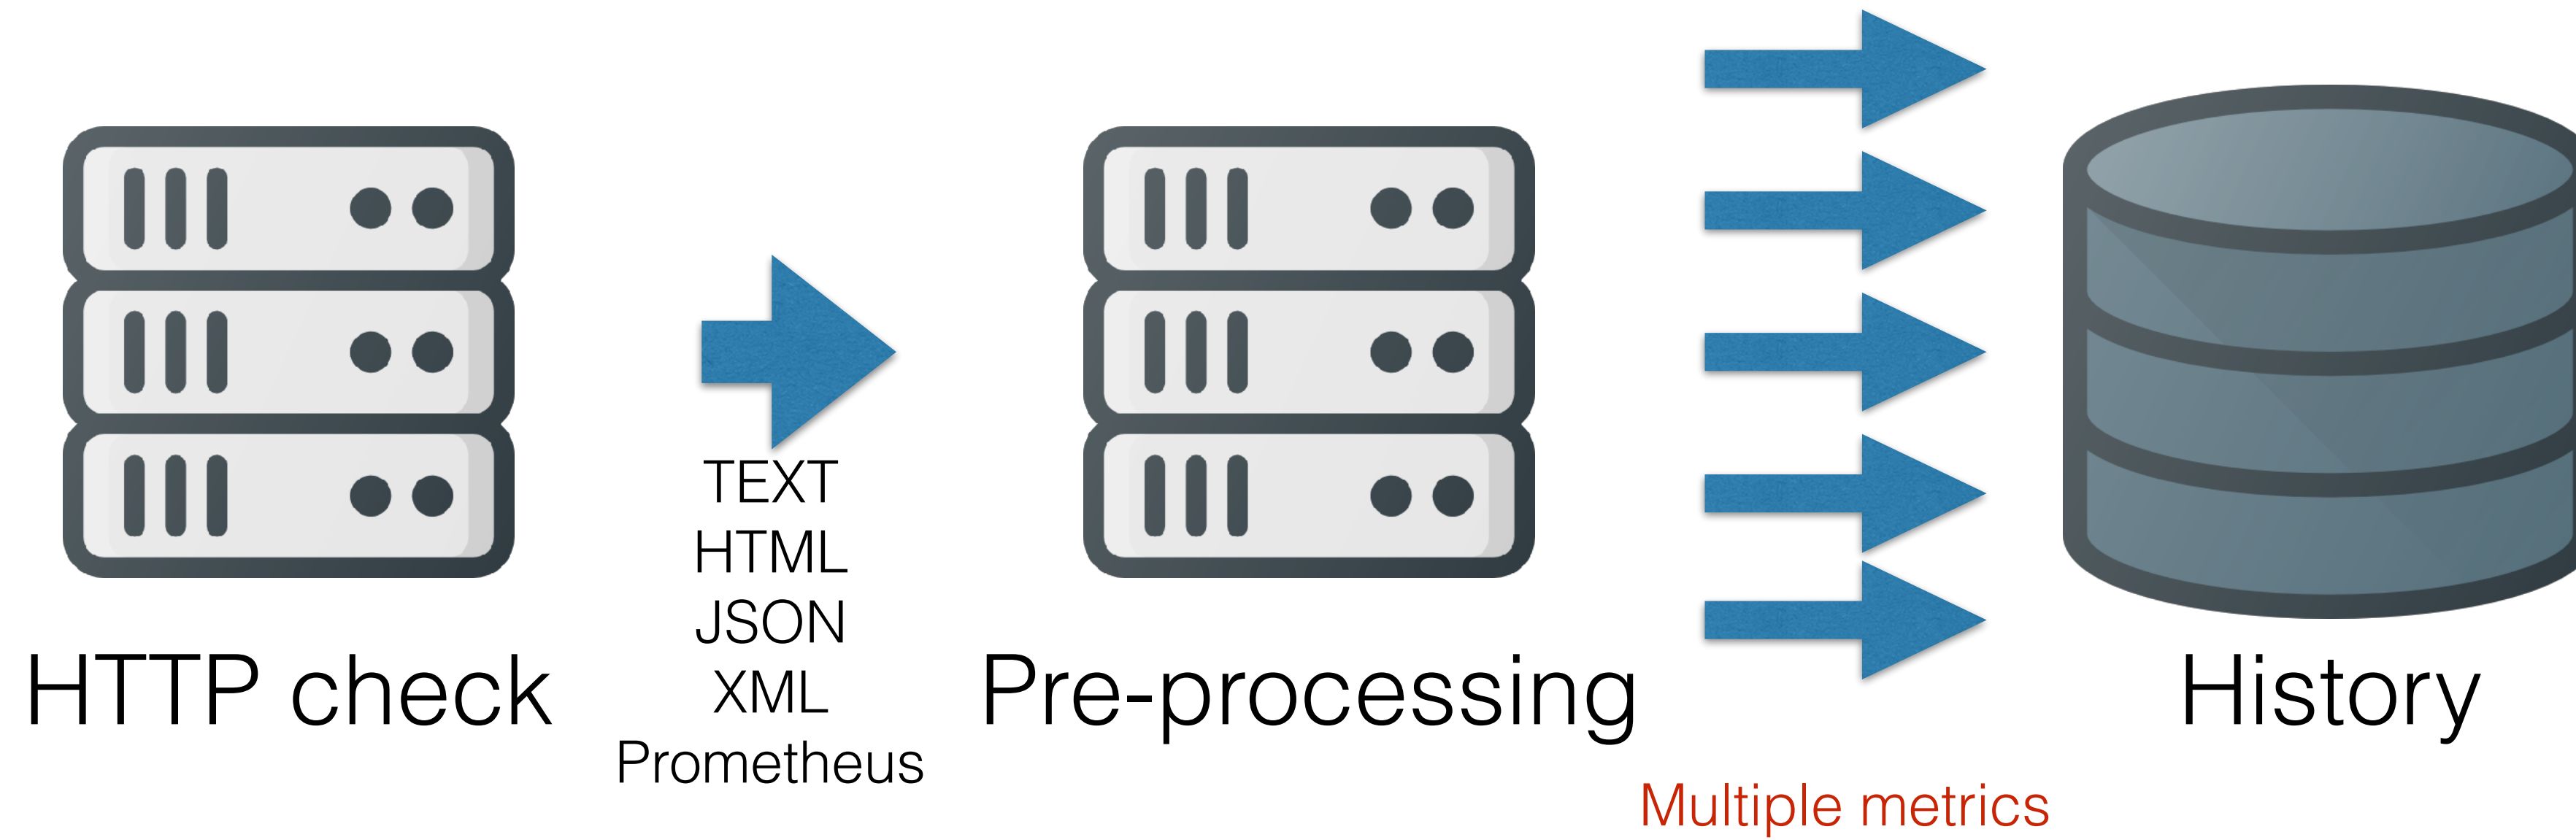 HTTP check
TEXT
HTML
JSON
XML
Prometheus
Pre-processing
Multiple metrics
History